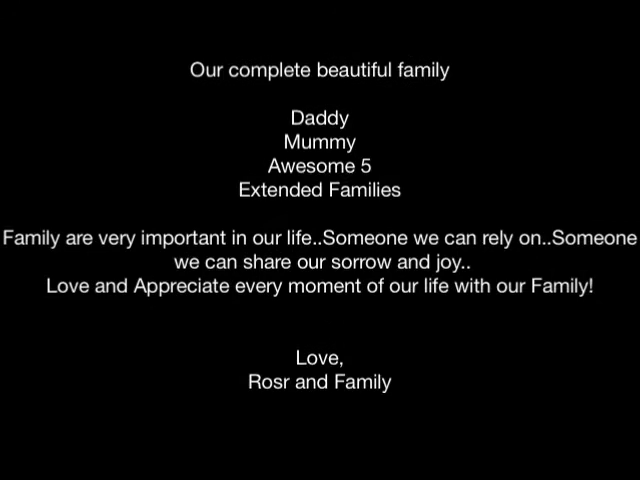 Our complete beautiful family
Daddy
Mummy
Awesome 5
Extended Families
Family are very important in our life..Someone we can rely on..Someone
we can share our sorrow and joy..
Love and Appreciate every moment of our life with our Family!
Love,
Rosr and Family